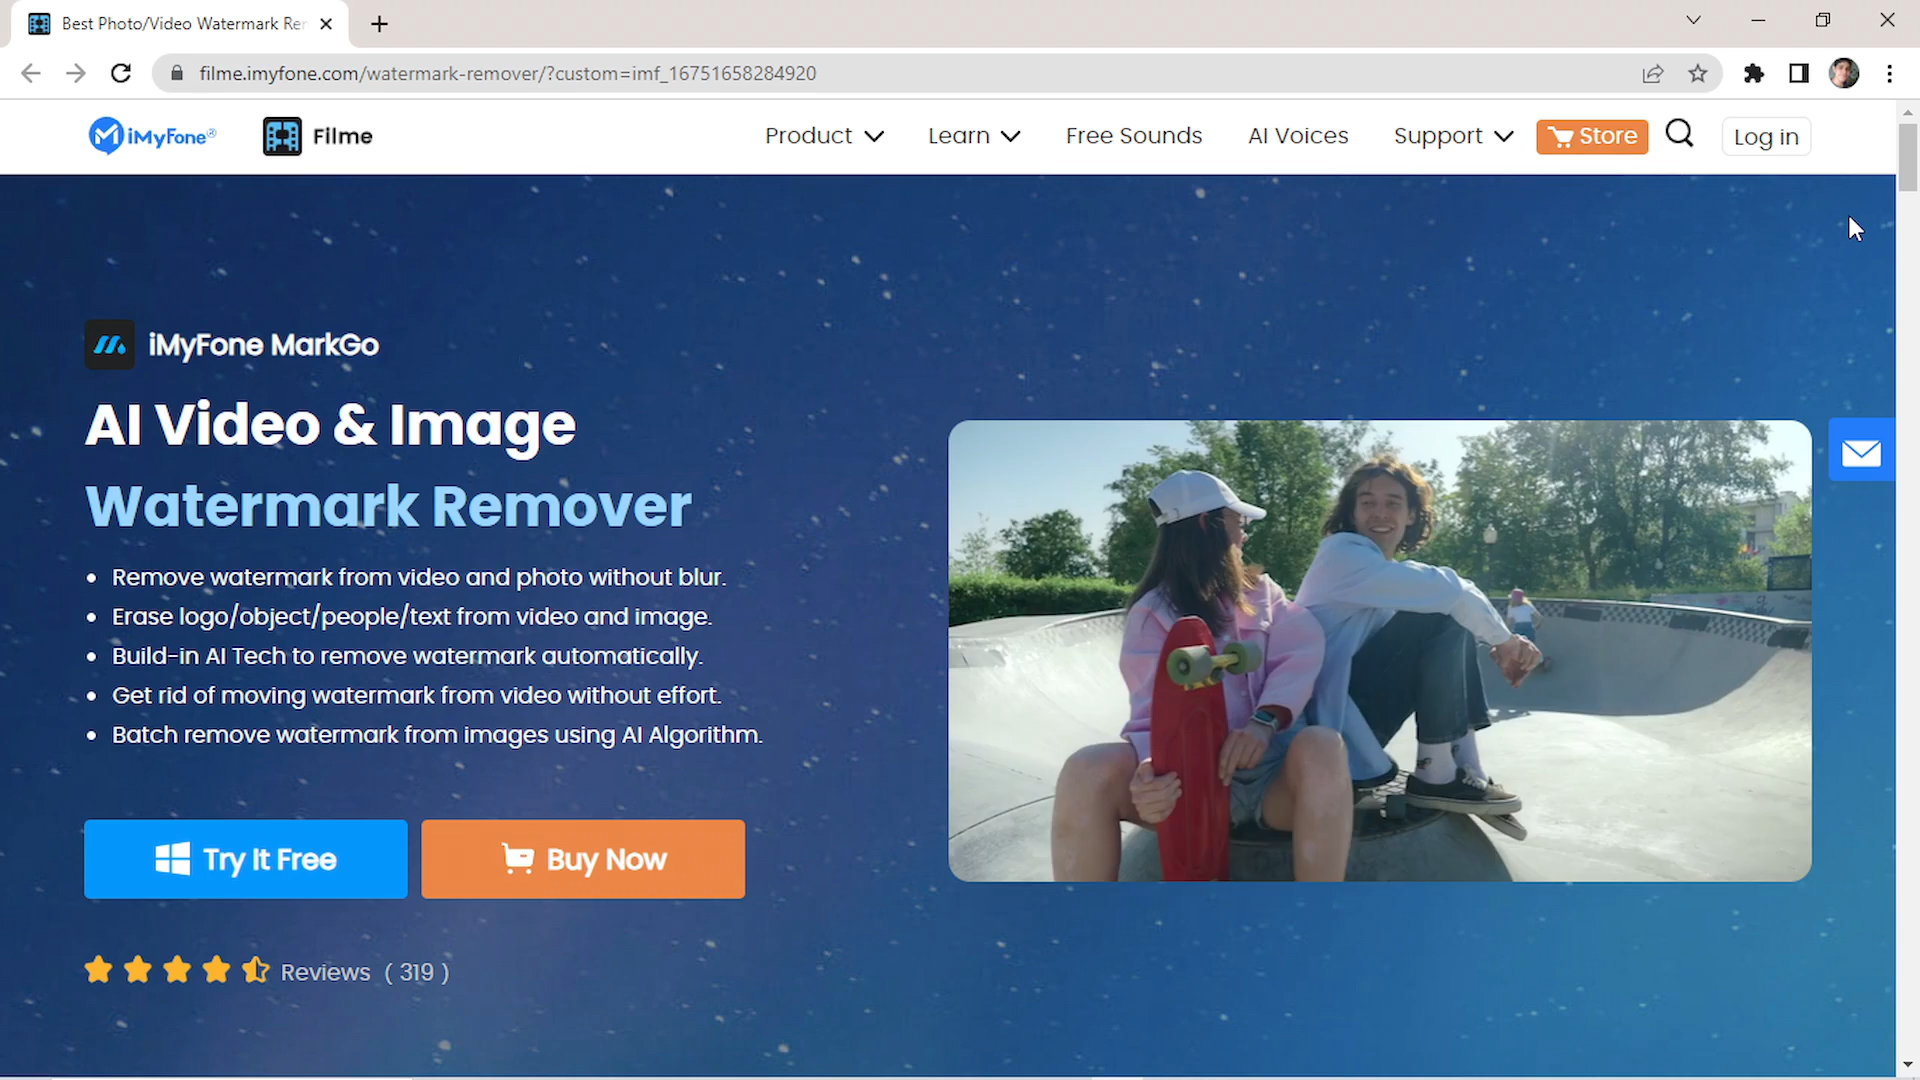 Best Photo/Video Watermark Rer
filme.imyfone.com/watermark-remover/?custom=imf_16751658284920
iMyFone®
Filme
Product
Learn
Free Sounds
AI Voices
Support
Store
Log in
iMyFone MarkGo
AI Video & Image
Watermark Remover
• Remove watermark from video and photo without blur.
• Erase logo/object/people/text from video and image.
• Build-in AI Tech to remove watermark automatically.
• Get rid of moving watermark from video without effort.
• Batch remove watermark from images using AI Algorithm.
Try It Free
Buy Now
Reviews ( 319 )